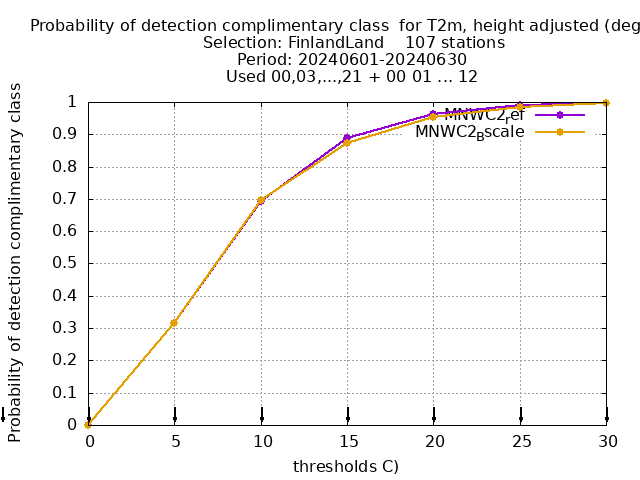 Probability of detection complimentary class  for T2m, height adjusted (deg
Selection: FinlandLand    107 stations
Period: 20240601-20240630
Used 00,03,...,21 + 00 01 ... 12
Probability of detection complimentary class
1
0.9
0.8
0.7
0.6
0.5
0.4
0.3
0.2
0.1
0
MNWC2_ref
MNWC2_Bscale
0 5 10 15 20 25 30
thresholds C)